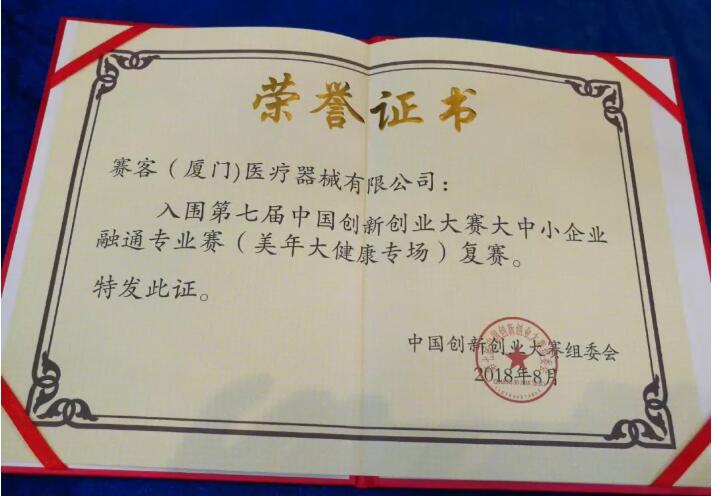 荣誉证书
赛客（厦门)医疗器械有限公司：
入围第七届中国创新创业大赛大中小企业
融通专业赛（美年大健康专场）复赛。
特发此证。
中国创新创业大赛组委会
2018年8月